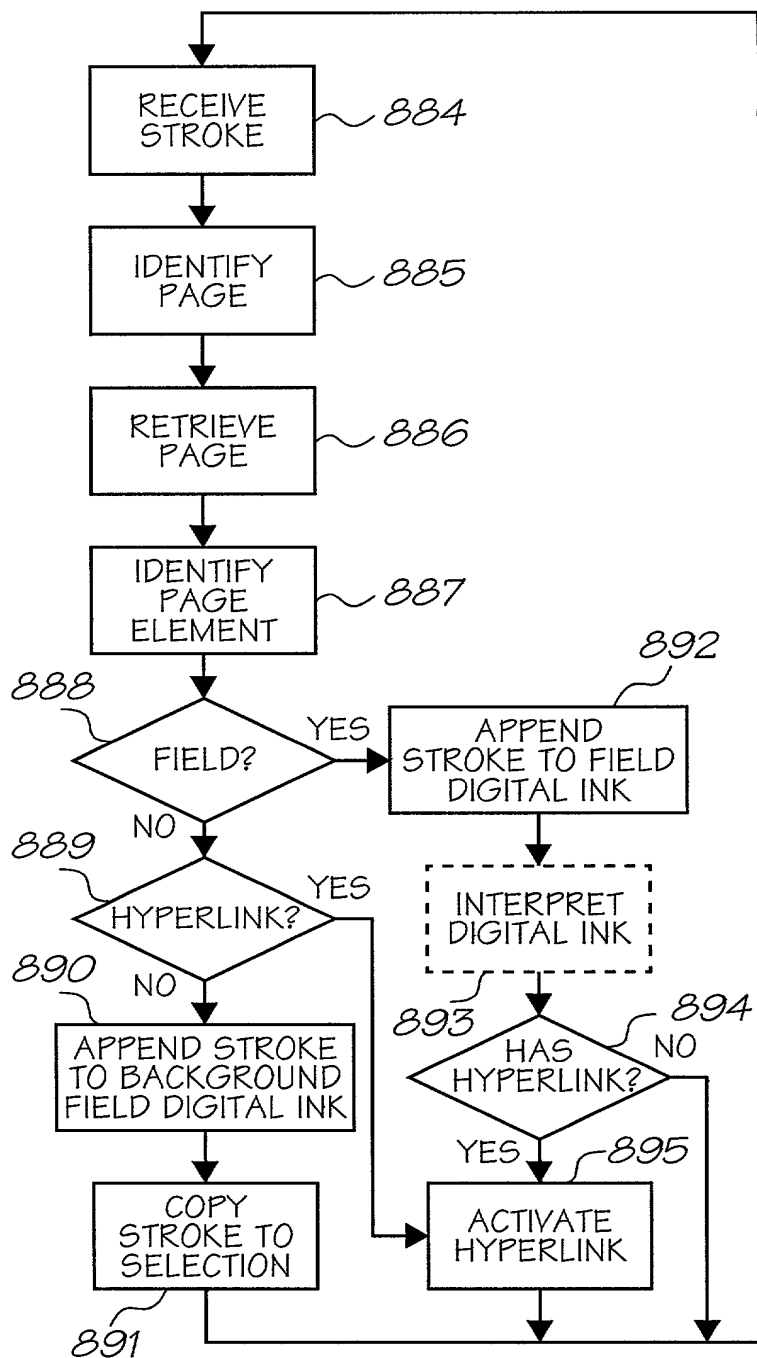 RECEIVE
STROKE
884
IDENTIFY
PAGE
885
RETRIEVE
PAGE
886
IDENTIFY
PAGE
ELEMENT
887
888
FIELD?
YES
NO
892
APPEND
STROKE TO FIELD
DIGITAL INK
889
HYPERLINK?
YES
NO
INTERPRET
DIGITAL INK
893
890
APPEND STROKE
TO BACKGROUND
FIELD DIGITAL INK
894
HAS
HYPERLINK?
NO
YES
COPY
STROKE TO
SELECTION
891
895
ACTIVATE
HYPERLINK